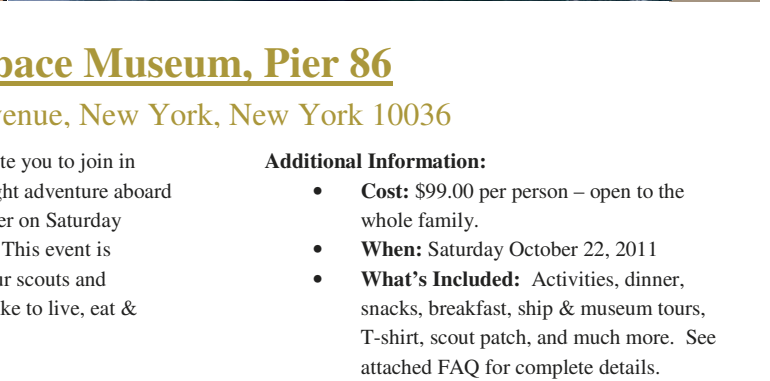 pace Museum, Pier 86
venue, New York, New York 10036
te you to join in
ght adventure aboard
er on Saturday
This event is
ur scouts and
ke to live, eat &
Additional Information:
• Cost: $99.00 per person – open to the
whole family.
• When: Saturday October 22, 2011
• What's Included:  Activities, dinner,
snacks, breakfast, ship & museum tours,
T-shirt, scout patch, and much more.  See
attached FAQ for complete details.